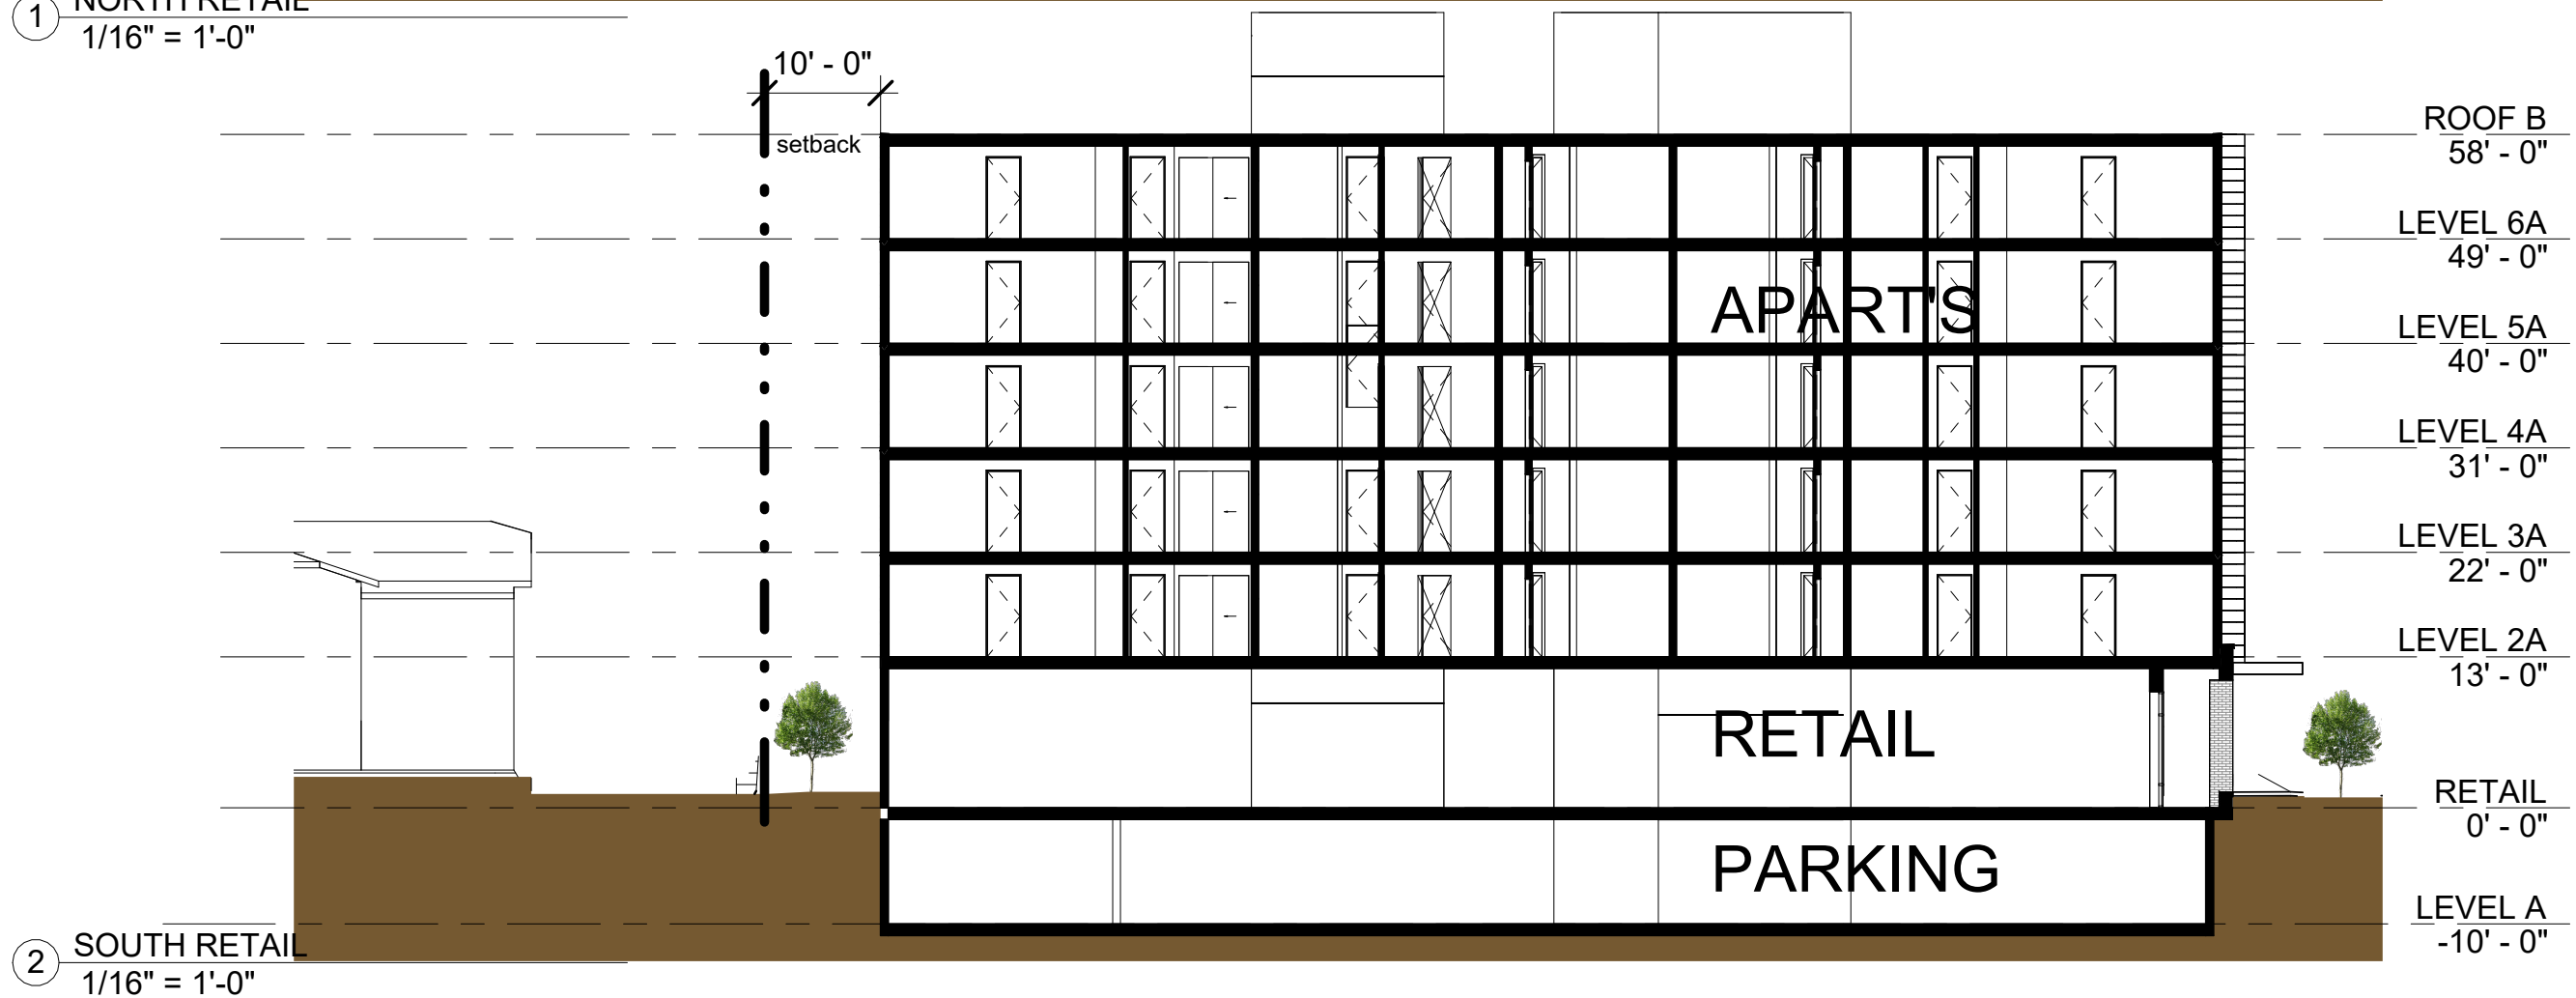 1 NORTH RETAIL
1/16" = 1'-0"
10' - 0"
setback
ROOF B
58' - 0"
LEVEL 6A
49' - 0"
APART'S
LEVEL 5A
40' - 0"
LEVEL 4A
31' - 0"
LEVEL 3A
22' - 0"
LEVEL 2A
13' - 0"
RETAIL
RETAIL
0' - 0"
PARKING
LEVEL A
-10' - 0"
2 SOUTH RETAIL
1/16" = 1'-0"